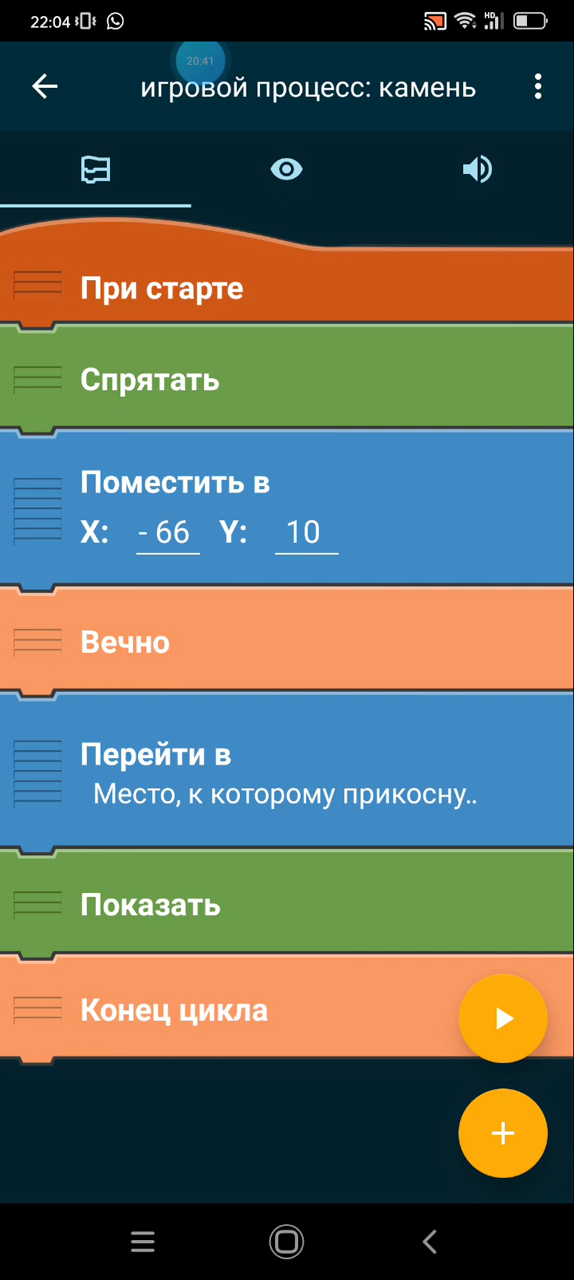 22:04
HD
20:41
игровой процесс: камень
При старте
Спрятать
Поместить в
X: - 66 Y: 10
Вечно
Перейти в
Место, к которому прикосну..
Показать
Конец цикла